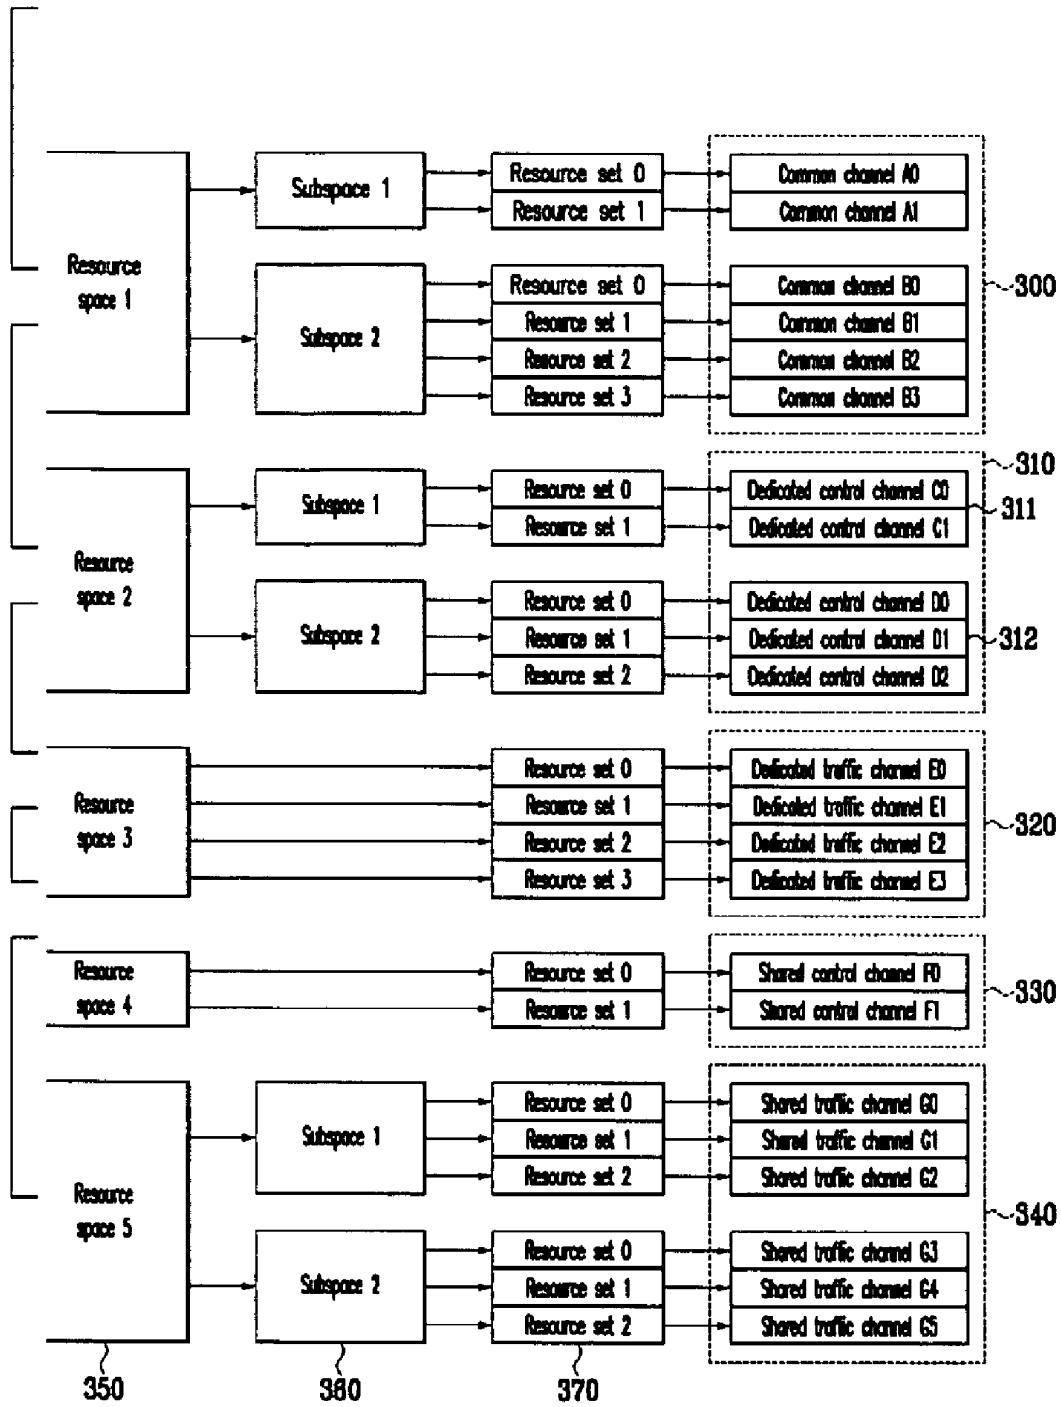 Resource space 1
Subspace 1
Resource set 0
Resource set 1
Common channel A0
Common channel A1
Subspace 2
Resource set 0
Resource set 1
Resource set 2
Resource set 3
Common channel B0
Common channel B1
Common channel B2
Common channel B3
300
Resource space 2
Subspace 1
Resource set 0
Resource set 1
Dedicated control channel C0
Dedicated control channel C1
310
311
Subspace 2
Resource set 0
Resource set 1
Resource set 2
Dedicated control channel D0
Dedicated control channel D1
Dedicated control channel D2
312
Resource space 3
Resource set 0
Resource set 1
Resource set 2
Resource set 3
Dedicated traffic channel E0
Dedicated traffic channel E1
Dedicated traffic channel E2
Dedicated traffic channel E3
320
Resource space 4
Resource set 0
Resource set 1
Shared control channel F0
Shared control channel F1
330
Resource space 5
Subspace 1
Resource set 0
Resource set 1
Resource set 2
Shared traffic channel G0
Shared traffic channel G1
Shared traffic channel G2
340
Subspace 2
Resource set 0
Resource set 1
Resource set 2
Shared traffic channel G3
Shared traffic channel G4
Shared traffic channel G5
350
360
370